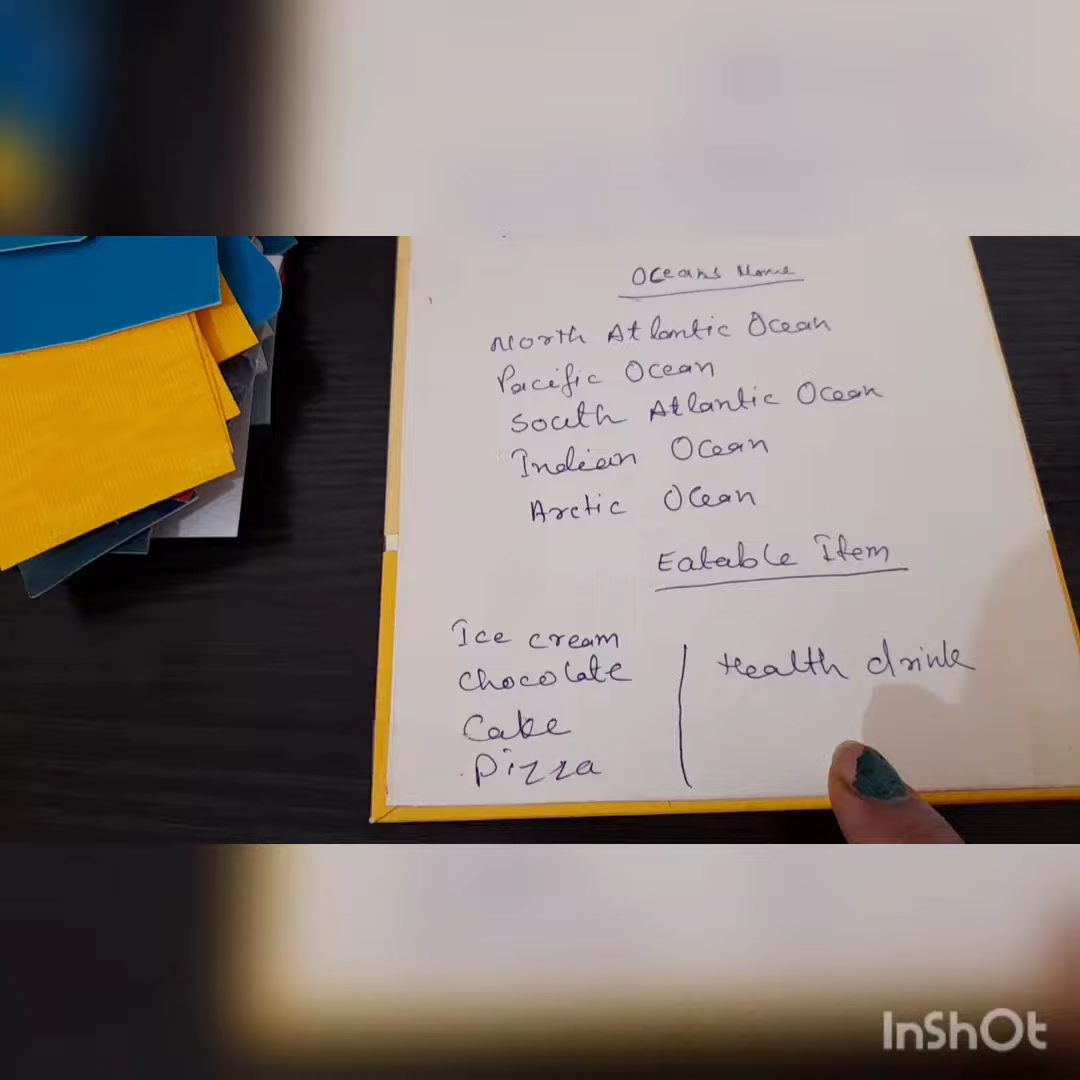 Oceans Name
North Atlantic Ocean
Pacific Ocean
South Atlantic Ocean
Indian Ocean
Arctic Ocean
Eatable Item
Ice cream
Chocolate
Cake
Pizza
Health drink
InShOt